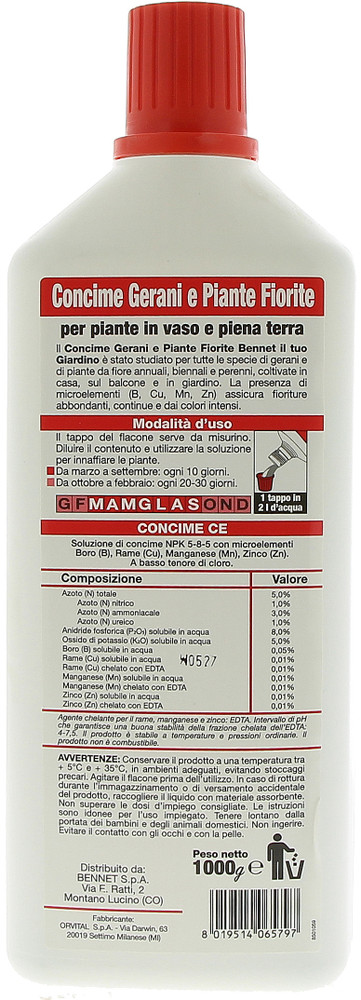 Concime Gerani e Piante Fiorite
per piante in vaso e piena terra
Il Concime Gerani e Piante Fiorite Bennet il tuo
Giardino è stato studiato per tutte le specie di gerani e
di piante da fiore annuali, biennali e perenni, coltivate in
casa, sul balcone e in giardino. La presenza di
microelementi (B, Cu, Mn, Zn) assicura fioriture
abbondanti, continue e dai colori intensi.
Modalità d'uso
Il tappo del flacone serve da misurino.
Diluire il contenuto e utilizzare la soluzione
per innaffiare le piante.
Da marzo a settembre: ogni 10 giorni.
Da ottobre a febbraio: ogni 20-30 giorni.
GFMAMGLASOND
1 tappo in
2 l d'acqua
CONCIME CE
Soluzione di concime NPK 5-8-5 con microelementi
Boro (B), Rame (Cu), Manganese (Mn), Zinco (Zn).
A basso tenore di cloro.
Composizione Valore
Azoto (N) totale 5,0%
Azoto (N) nitrico 1,0%
Azoto (N) ammoniacale 3,0%
Azoto (N) ureico 1,0%
Anidride fosforica (P₂O₅) solubile in acqua 8,0%
Ossido di potassio (K₂O) solubile in acqua 5,0%
Boro (B) solubile in acqua 0,05%
Rame (Cu) solubile in acqua 0,01%
Rame (Cu) chelato con EDTA 0,01%
Manganese (Mn) solubile in acqua 0,01%
Manganese (Mn) chelato con EDTA 0,01%
Zinco (Zn) solubile in acqua 0,01%
Zinco (Zn) chelato con EDTA 0,01%
W0527
Agente chelante per il rame, manganese e zinco: EDTA. Intervallo di pH
che garantisce una buona stabilità della frazione chelata dell'EDTA:
4-7,5. Il prodotto è stabile a temperature e pressioni ordinarie. Il
prodotto non è combustibile.
AVVERTENZE: Conservare il prodotto a una temperatura tra
+ 5°C e + 35°C, in ambienti adeguati, evitando stoccaggi
precari. Agitare il flacone prima dell'utilizzo. In caso di rottura
durante l'immagazzinamento o di versamento accidentale
del prodotto, raccogliere il liquido con materiale assorbente.
Non superare le dosi d'impiego consigliate. Le istruzioni
sono idonee per l'uso impiegato. Tenere lontano dalla
portata dei bambini e degli animali domestici. Non ingerire.
Evitare il contatto con gli occhi e con la pelle.
Distribuito da:
BENNET S.p.A.
Via E. Ratti, 2
Montano Lucino (CO)
Fabbricante:
ORVITAL S.p.A. - Via Darwin, 63
20019 Settimo Milanese (MI)
Peso netto
1000g e
8 019514 065797